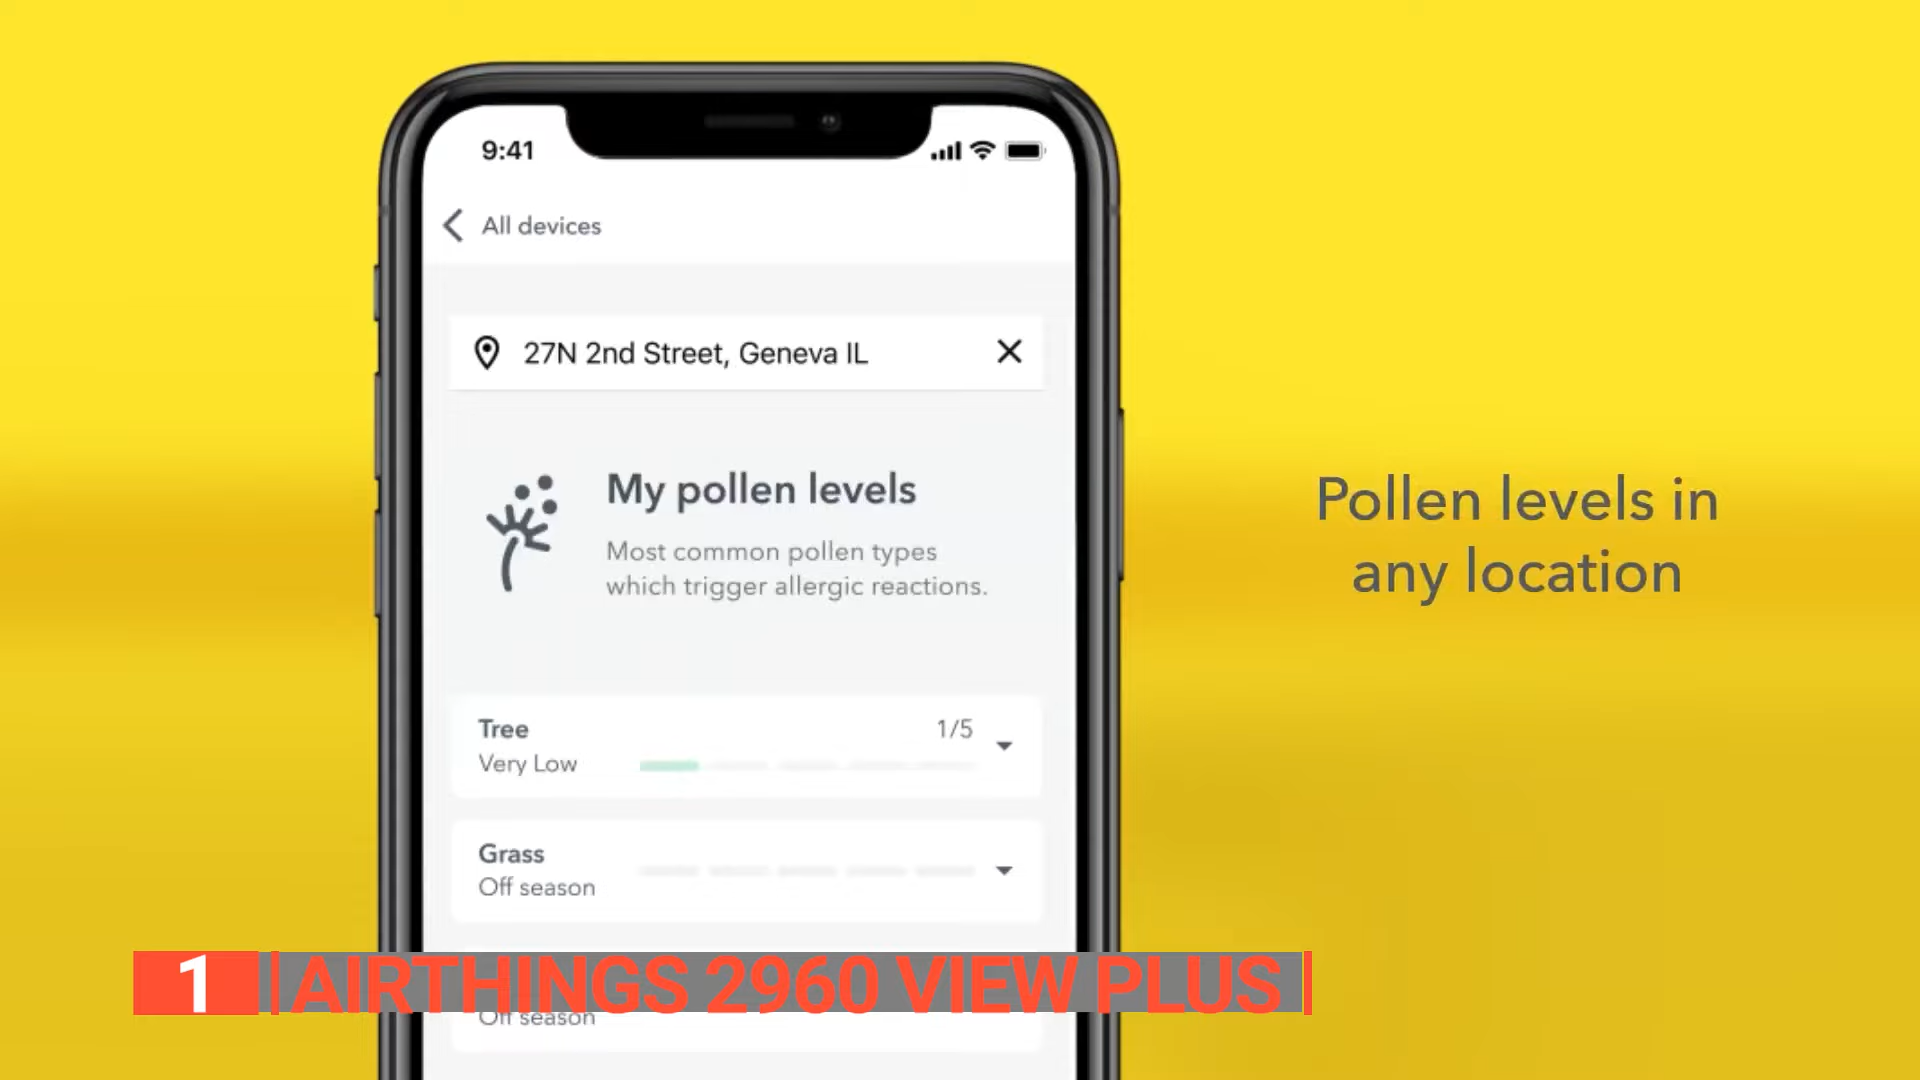 9:41
All devices
27N 2nd Street, Geneva IL
My pollen levels
Most common pollen types
which trigger allergic reactions.
Tree
1/5
Very Low
Grass
Off season
Off season
Pollen levels in
any location
1
AIRTHINGS 2960 VIEW PLUS